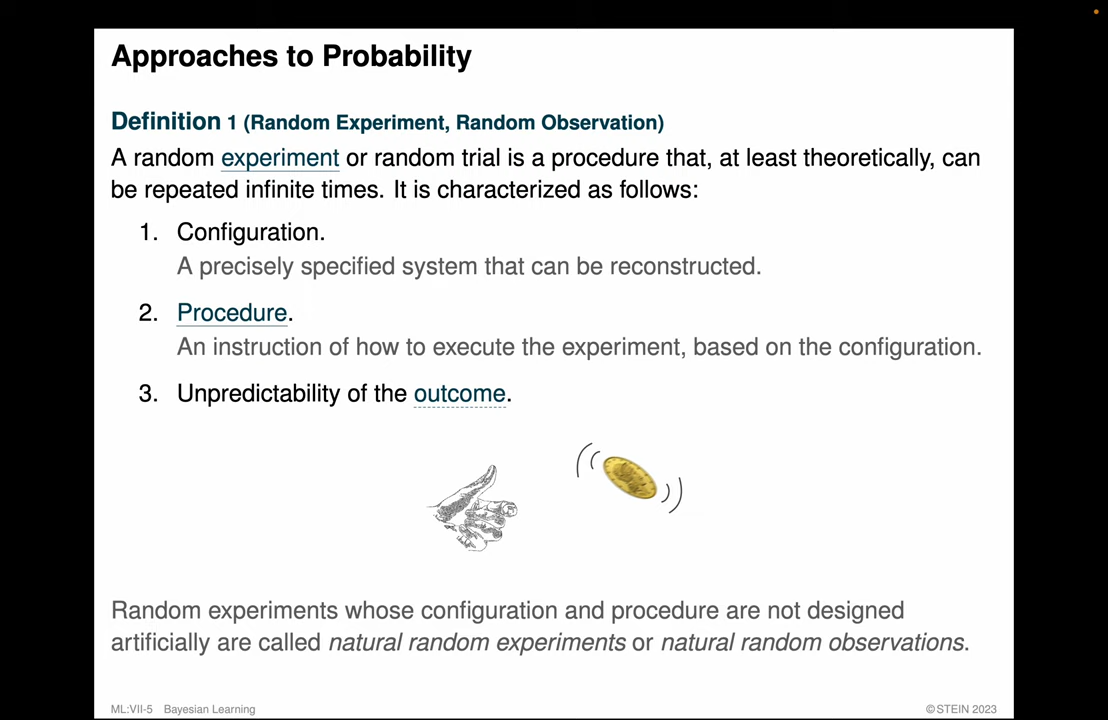 Approaches to Probability
Definition 1 (Random Experiment, Random Observation)
A random experiment or random trial is a procedure that, at least theoretically, can
be repeated infinite times. It is characterized as follows:
1. Configuration.
A precisely specified system that can be reconstructed.
2. Procedure.
An instruction of how to execute the experiment, based on the configuration.
3. Unpredictability of the outcome.
Random experiments whose configuration and procedure are not designed
artificially are called natural random experiments or natural random observations.
ML:VII-5 Bayesian Learning
© STEIN 2023